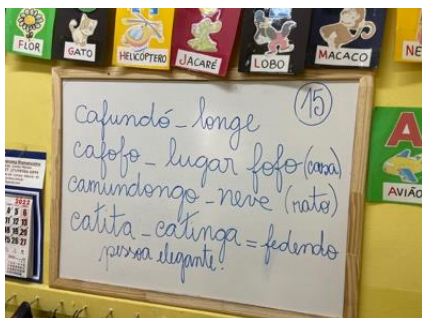 FLOR
GATO
HELICÓPTERO
JACARÉ
LOBO
MACACO
NE
15
cafundó - longe
cafofo - lugar fofo (casa)
camundongo - neve (rato)
catita - catinga = fedendo
pessoa elegante.
A
AVIÃO
2022